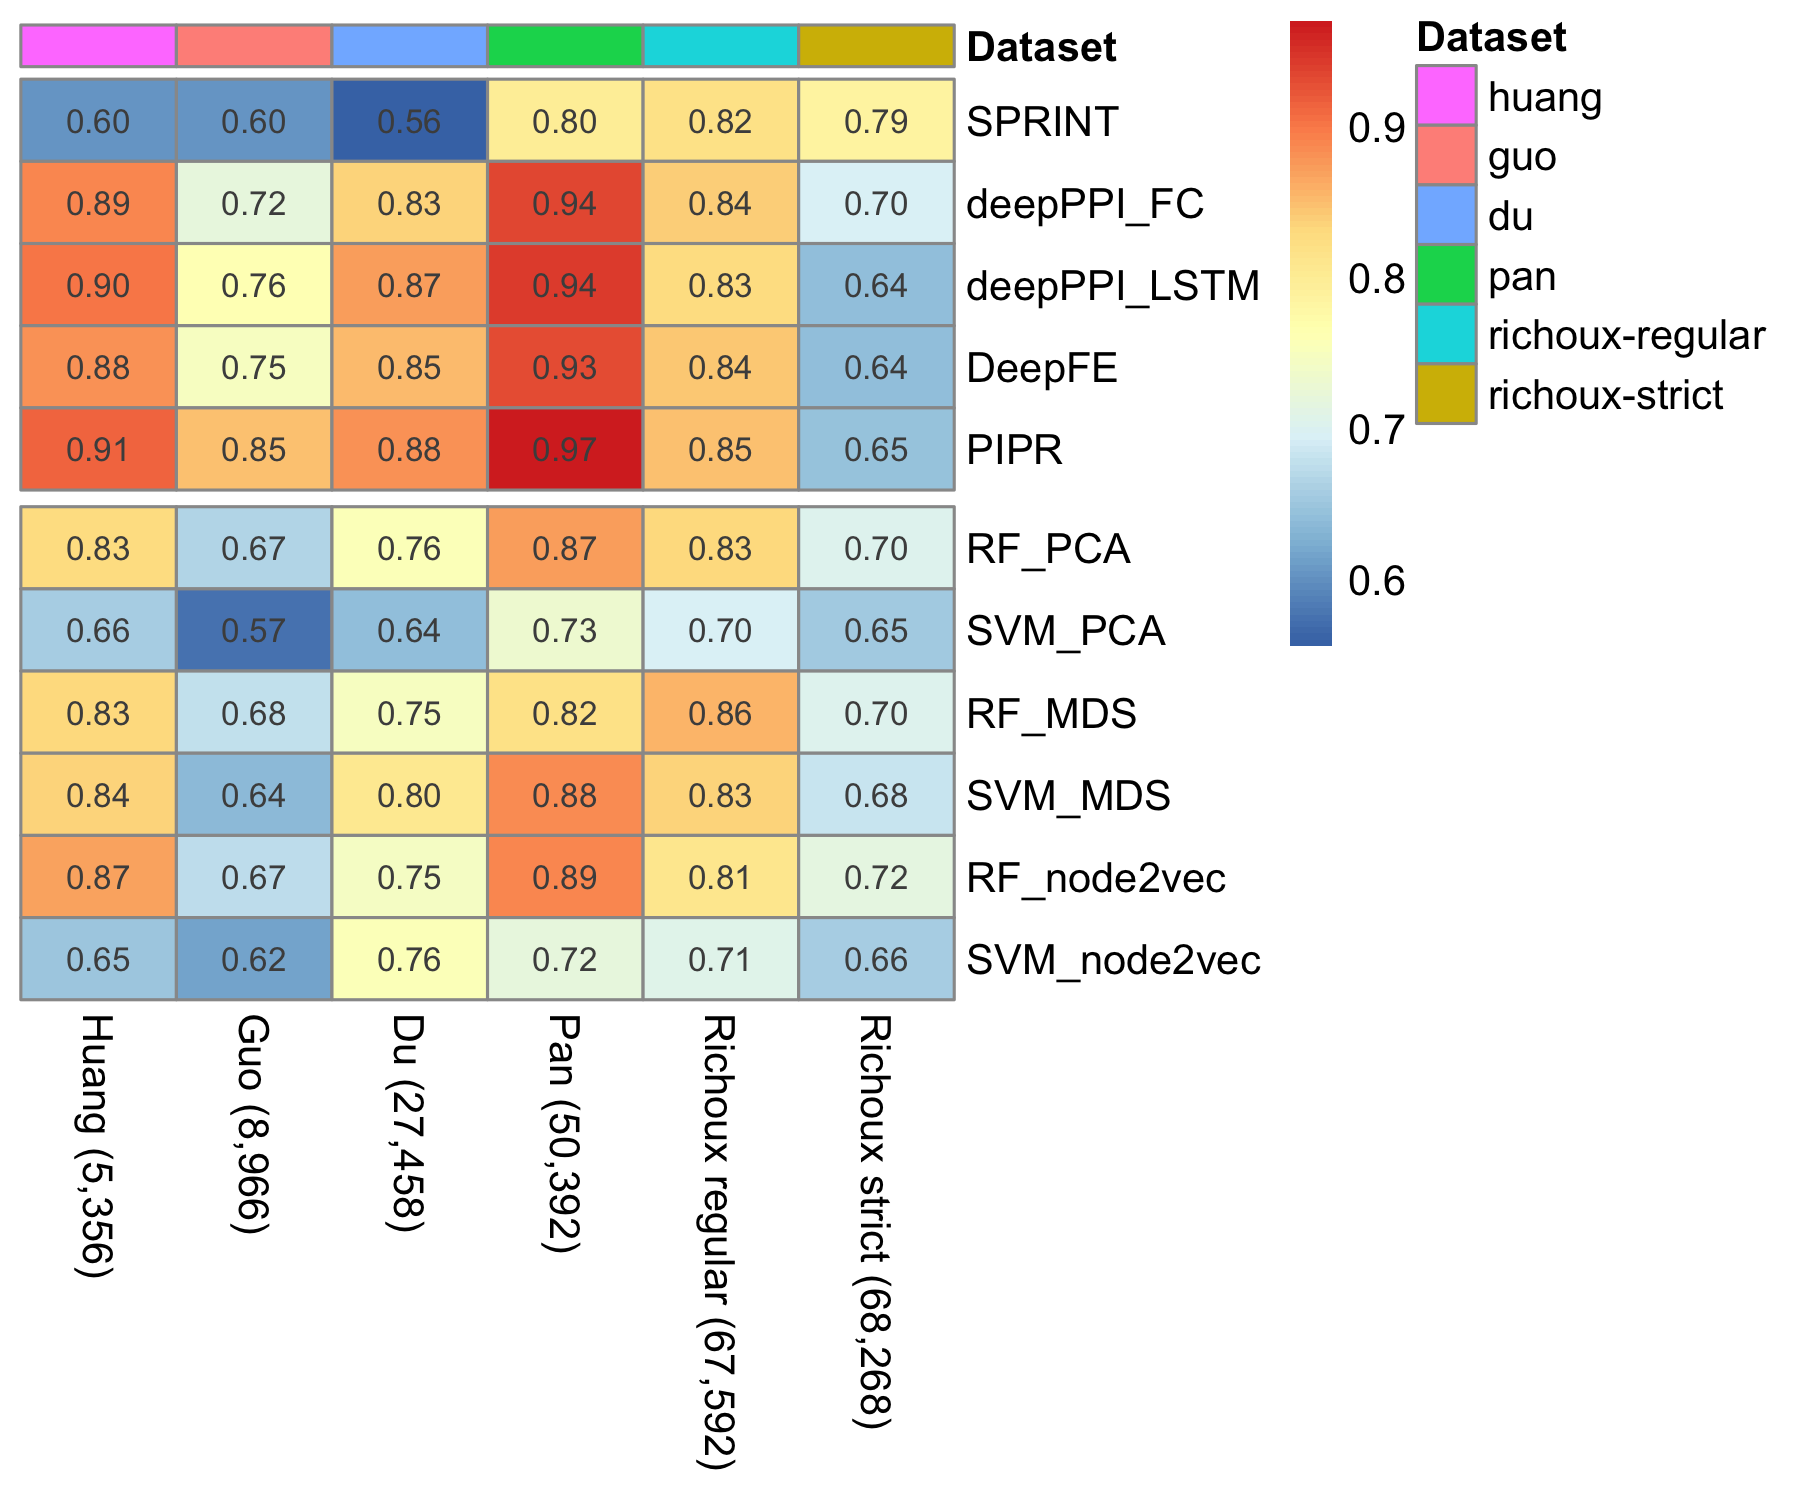 Dataset
0.60 0.60 0.56 0.80 0.82 0.79 SPRINT
0.89 0.72 0.83 0.94 0.84 0.70 deepPPI_FC
0.90 0.76 0.87 0.94 0.83 0.64 deepPPI_LSTM
0.88 0.75 0.85 0.93 0.84 0.64 DeepFE
0.91 0.85 0.88 0.97 0.85 0.65 PIPR
0.83 0.67 0.76 0.87 0.83 0.70 RF_PCA
0.66 0.57 0.64 0.73 0.70 0.65 SVM_PCA
0.83 0.68 0.75 0.82 0.86 0.70 RF_MDS
0.84 0.64 0.80 0.88 0.83 0.68 SVM_MDS
0.87 0.67 0.75 0.89 0.81 0.72 RF_node2vec
0.65 0.62 0.76 0.72 0.71 0.66 SVM_node2vec
Huang (5,356)
Guo (8,966)
Du (27,458)
Pan (50,392)
Richoux regular (67,592)
Richoux strict (68,268)
0.9
0.8
0.7
0.6
Dataset
huang
guo
du
pan
richoux-regular
richoux-strict